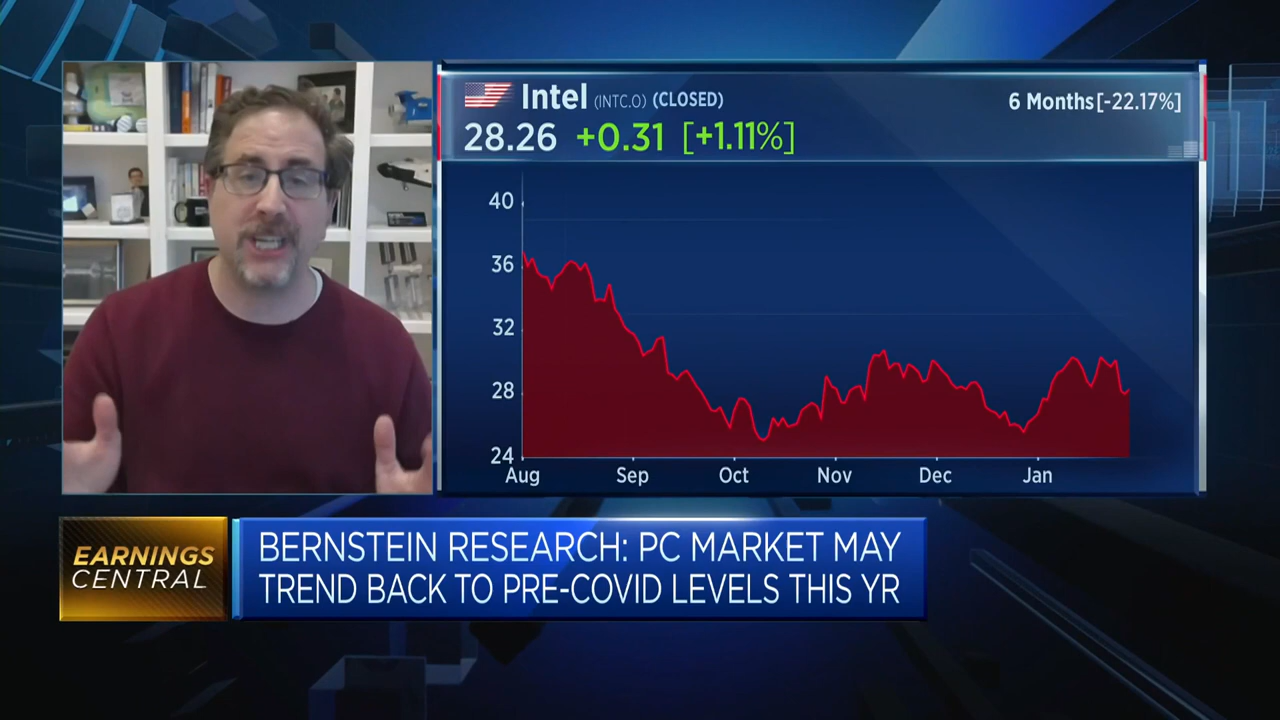 Intel (INTC.O) (CLOSED)
6 Months[-22.17%]
28.26 +0.31 [+1.11%]
40
36
32
28
24
Aug Sep Oct Nov Dec Jan
EARNINGS
CENTRAL
BERNSTEIN RESEARCH: PC MARKET MAY
TREND BACK TO PRE-COVID LEVELS THIS YR